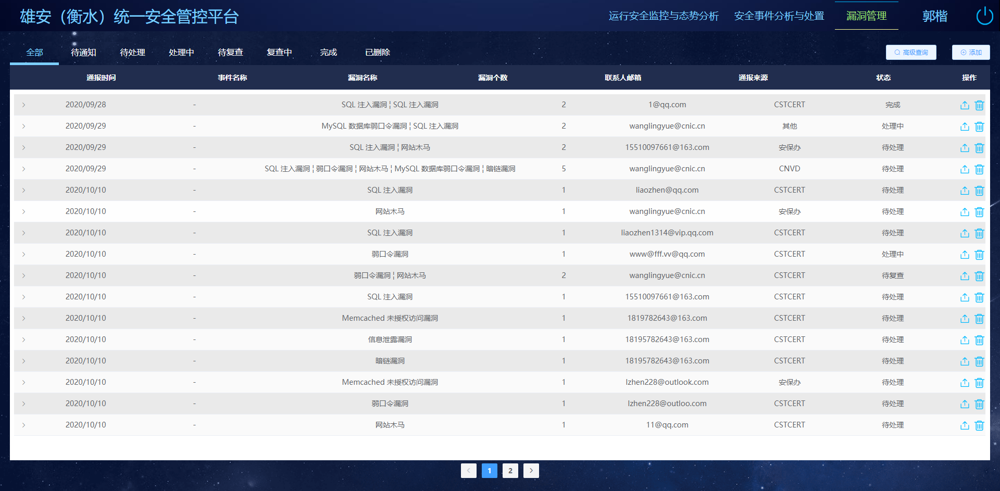 雄安（衡水）统一安全管控平台 运行安全监控与态势分析 安全事件分析与处置 漏洞管理 郭楷
全部 待通知 待处理 处理中 待复查 复查中 完成 已删除 高级查询 添加
通报时间 事件名称 漏洞名称 漏洞个数 联系人邮箱 通报来源 状态 操作
2020/09/28 - SQL 注入漏洞 ¦ SQL 注入漏洞 2 1@qq.com CSTCERT 完成
2020/09/29 - MySQL 数据库弱口令漏洞 ¦ SQL 注入漏洞 2 wanglingyue@cnic.cn 其他 处理中
2020/09/29 - SQL 注入漏洞 ¦ 网站木马 2 15510097661@163.com 安保办 待处理
2020/09/29 - SQL 注入漏洞 ¦ 弱口令漏洞 ¦ 网站木马 ¦ MySQL 数据库弱口令漏洞 ¦ 暗链漏洞 5 wanglingyue@cnic.cn CNVD 待处理
2020/10/10 - SQL 注入漏洞 1 liaozhen@qq.com CSTCERT 待处理
2020/10/10 - 网站木马 1 wanglingyue@cnic.cn 安保办 待处理
2020/10/10 - SQL 注入漏洞 1 liaozhen1314@vip.qq.com CSTCERT 待处理
2020/10/10 - 弱口令漏洞 1 www@fff.vv@qq.com CSTCERT 处理中
2020/10/10 - 弱口令漏洞 ¦ 网站木马 2 wanglingyue@cnic.cn CSTCERT 待复查
2020/10/10 - SQL 注入漏洞 1 15510097661@163.com CSTCERT 待处理
2020/10/10 - Memcached 未授权访问漏洞 1 1819782643@163.com CSTCERT 待处理
2020/10/10 - 信息泄露漏洞 1 18195782643@163.com CSTCERT 待处理
2020/10/10 - 暗链漏洞 1 18195782643@163.com CSTCERT 待处理
2020/10/10 - Memcached 未授权访问漏洞 1 lzhen228@outlook.com 安保办 待处理
2020/10/10 - 弱口令漏洞 1 lzhen228@outloo.com CSTCERT 待处理
2020/10/10 - 网站木马 1 11@qq.com CSTCERT 待处理
1 2